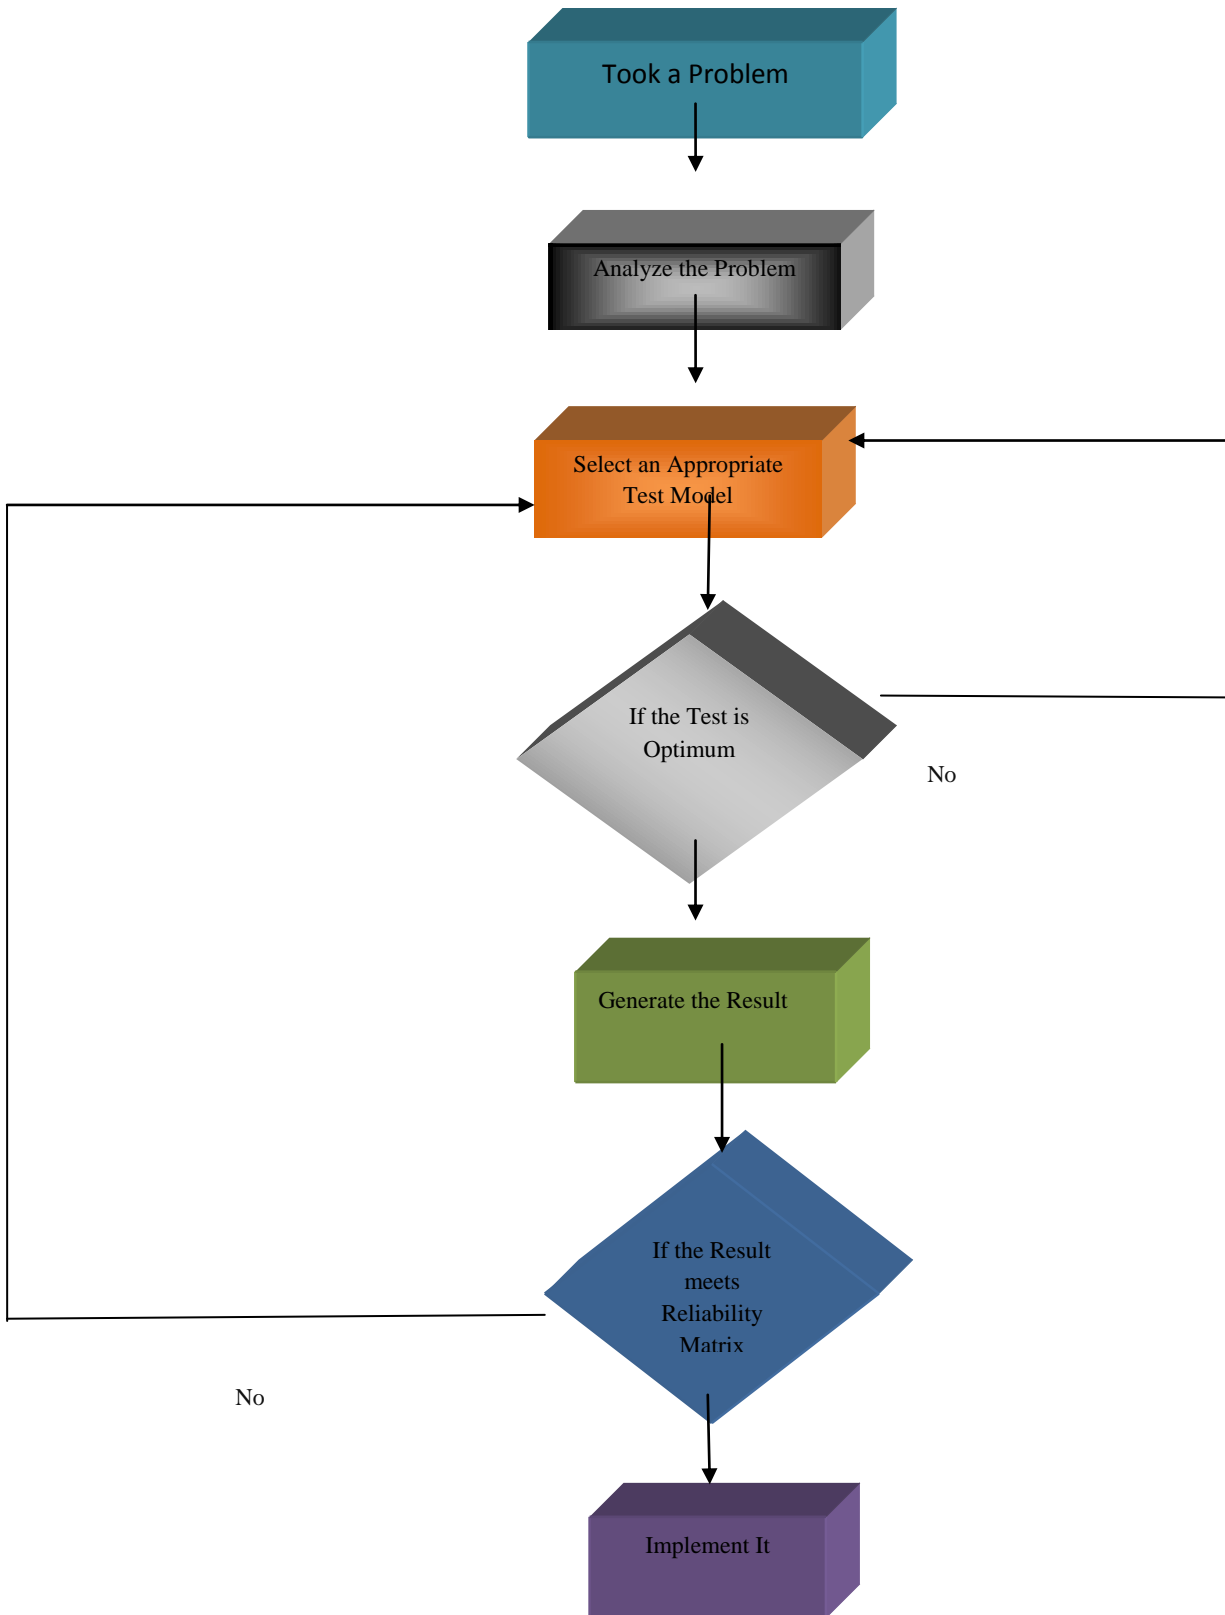 Took a Problem
Analyze the Problem
Select an Appropriate
Test Model
If the Test is
Optimum
No
Generate the Result
If the Result
meets
Reliability
Matrix
No
Implement It